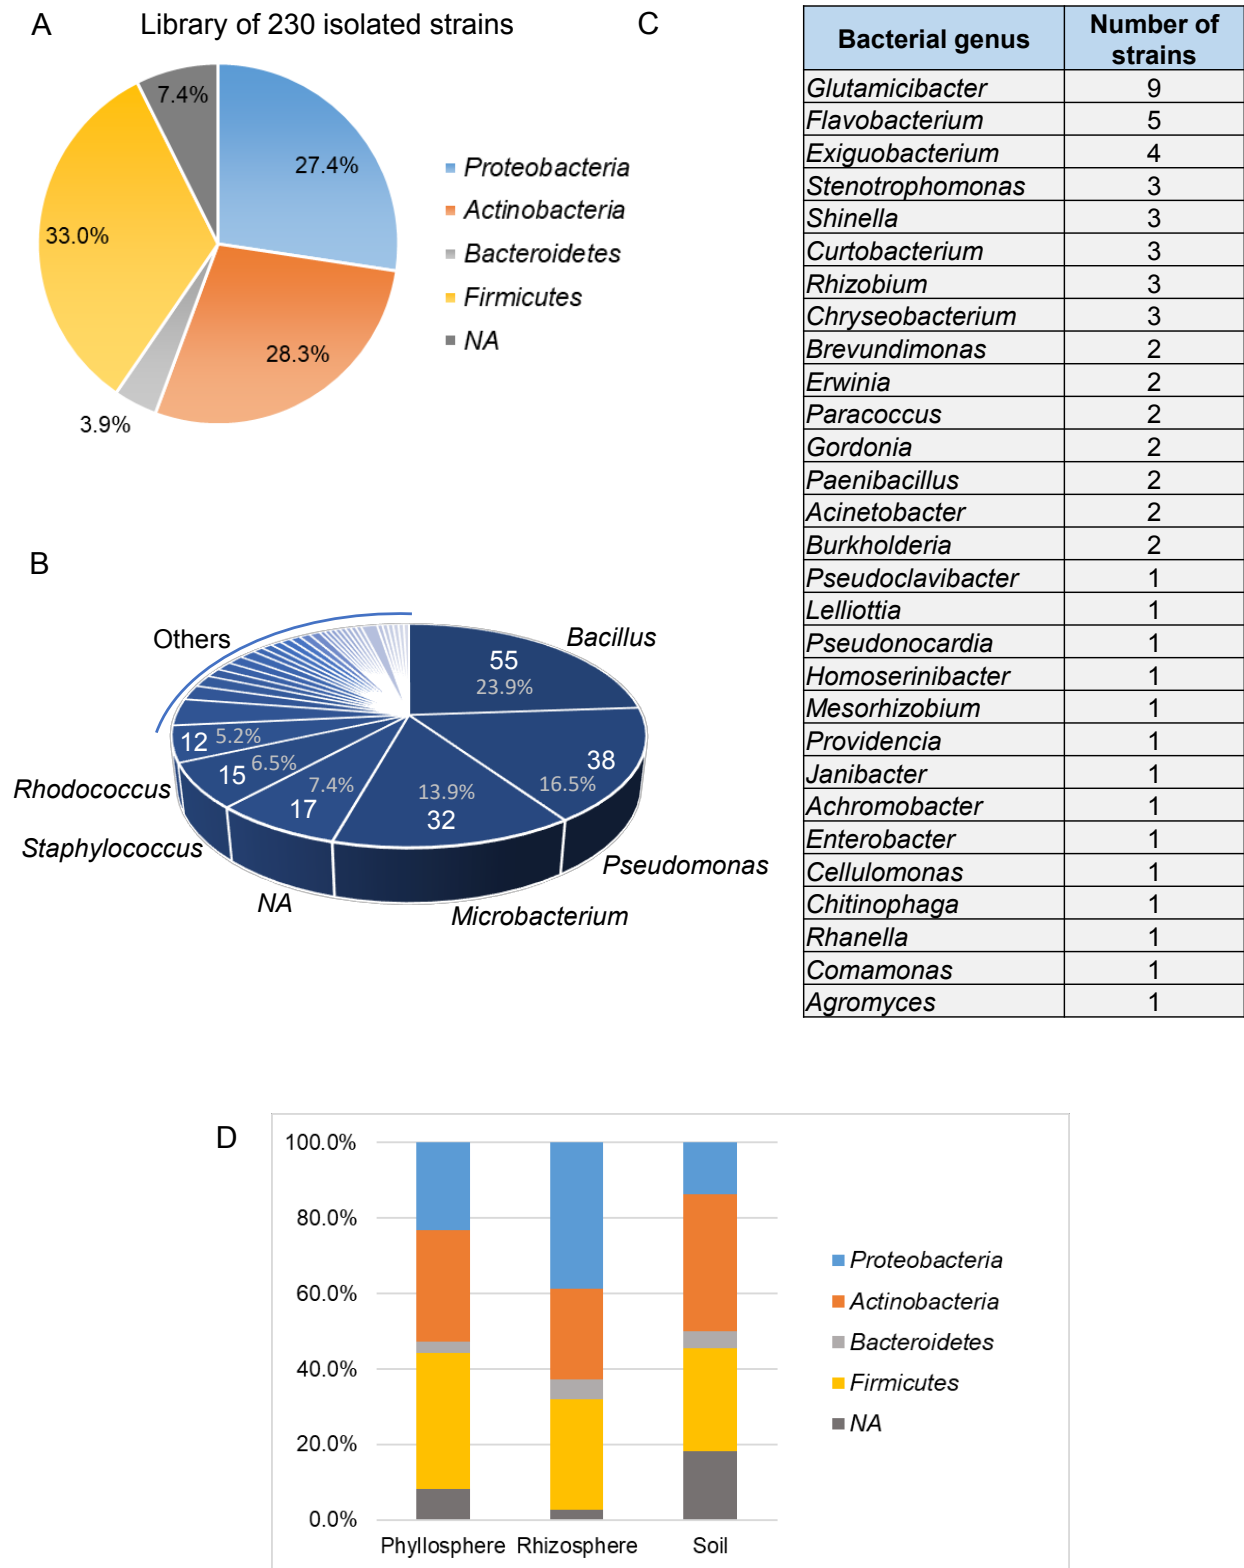 A
Library of 230 isolated strains
7.4%
27.4%
33.0%
28.3%
3.9%
Proteobacteria
Actinobacteria
Bacteroidetes
Firmicutes
NA
B
Others
Bacillus
55
23.9%
38
16.5%
12 5.2%
15 6.5%
7.4%
17
13.9%
32
Rhodococcus
Staphylococcus
NA
Microbacterium
Pseudomonas
C
Bacterial genus Number of strains
Glutamicibacter 9
Flavobacterium 5
Exiguobacterium 4
Stenotrophomonas 3
Shinella 3
Curtobacterium 3
Rhizobium 3
Chryseobacterium 3
Brevundimonas 2
Erwinia 2
Paracoccus 2
Gordonia 2
Paenibacillus 2
Acinetobacter 2
Burkholderia 2
Pseudoclavibacter 1
Lelliottia 1
Pseudonocardia 1
Homoserinibacter 1
Mesorhizobium 1
Providencia 1
Janibacter 1
Achromobacter 1
Enterobacter 1
Cellulomonas 1
Chitinophaga 1
Rhanella 1
Comamonas 1
Agromyces 1
D
100.0%
80.0%
60.0%
40.0%
20.0%
0.0%
Phyllosphere Rhizosphere Soil
Proteobacteria
Actinobacteria
Bacteroidetes
Firmicutes
NA